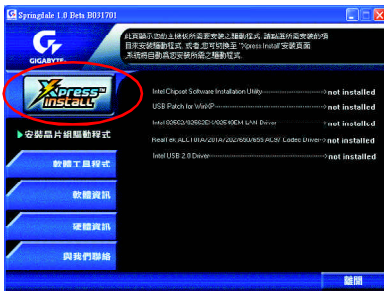 Springdale 1.0 Beta B031701
GIGABYTE
此頁顯示您的主機板所需要安裝之驅動程式. 請點選所需安裝的項
目來安裝驅動程式. 或者,您可切換至 "Xpress Install"安裝頁面
,系統將自動為您安裝所需之驅動程式.
Xpress™
INSTALL
Intel Chipset Software Installation Utility not installed
USB Patch for WinXP not installed
LAN Driver not installed
RealTek ALC101A/201A/202/650/655 AC97 Codec Driver not installed
Intel USB 2.0 Driver not installed
安裝晶片組驅動程式
軟體工具程式
軟體資訊
硬體資訊
與我們聯絡
離開